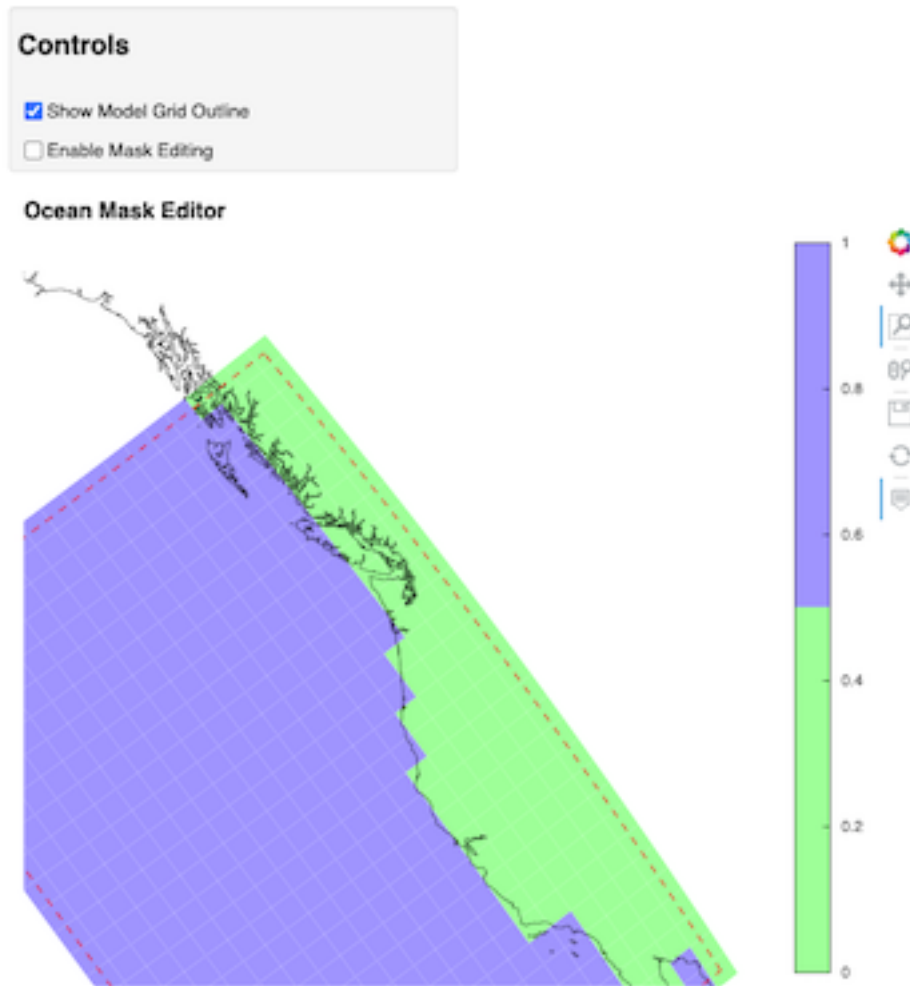 Controls
Show Model Grid Outline
Enable Mask Editing
Ocean Mask Editor
1
0.8
0.6
0.4
0.2
0